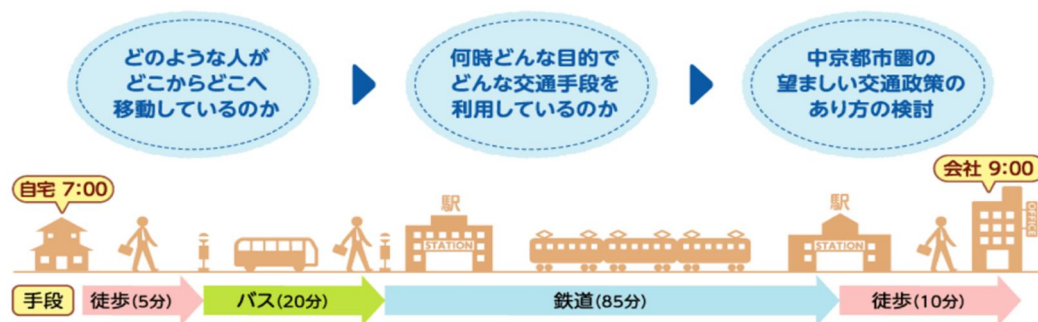 どのような人が
どこからどこへ
移動しているのか
何時どんな目的で
どんな交通手段を
利用しているのか
中京都市圏の
望ましい交通政策の
あり方の検討
自宅 7:00
会社 9:00
駅
駅
STATION
STATION
OFFICE
手段
徒歩(5分)
バス(20分)
鉄道(85分)
徒歩(10分)